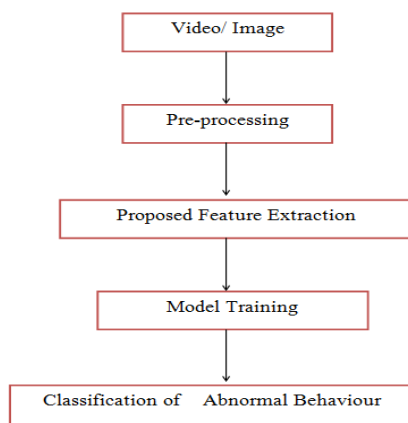 Video/ Image
Pre-processing
Proposed Feature Extraction
Model Training
Classification of Abnormal Behaviour